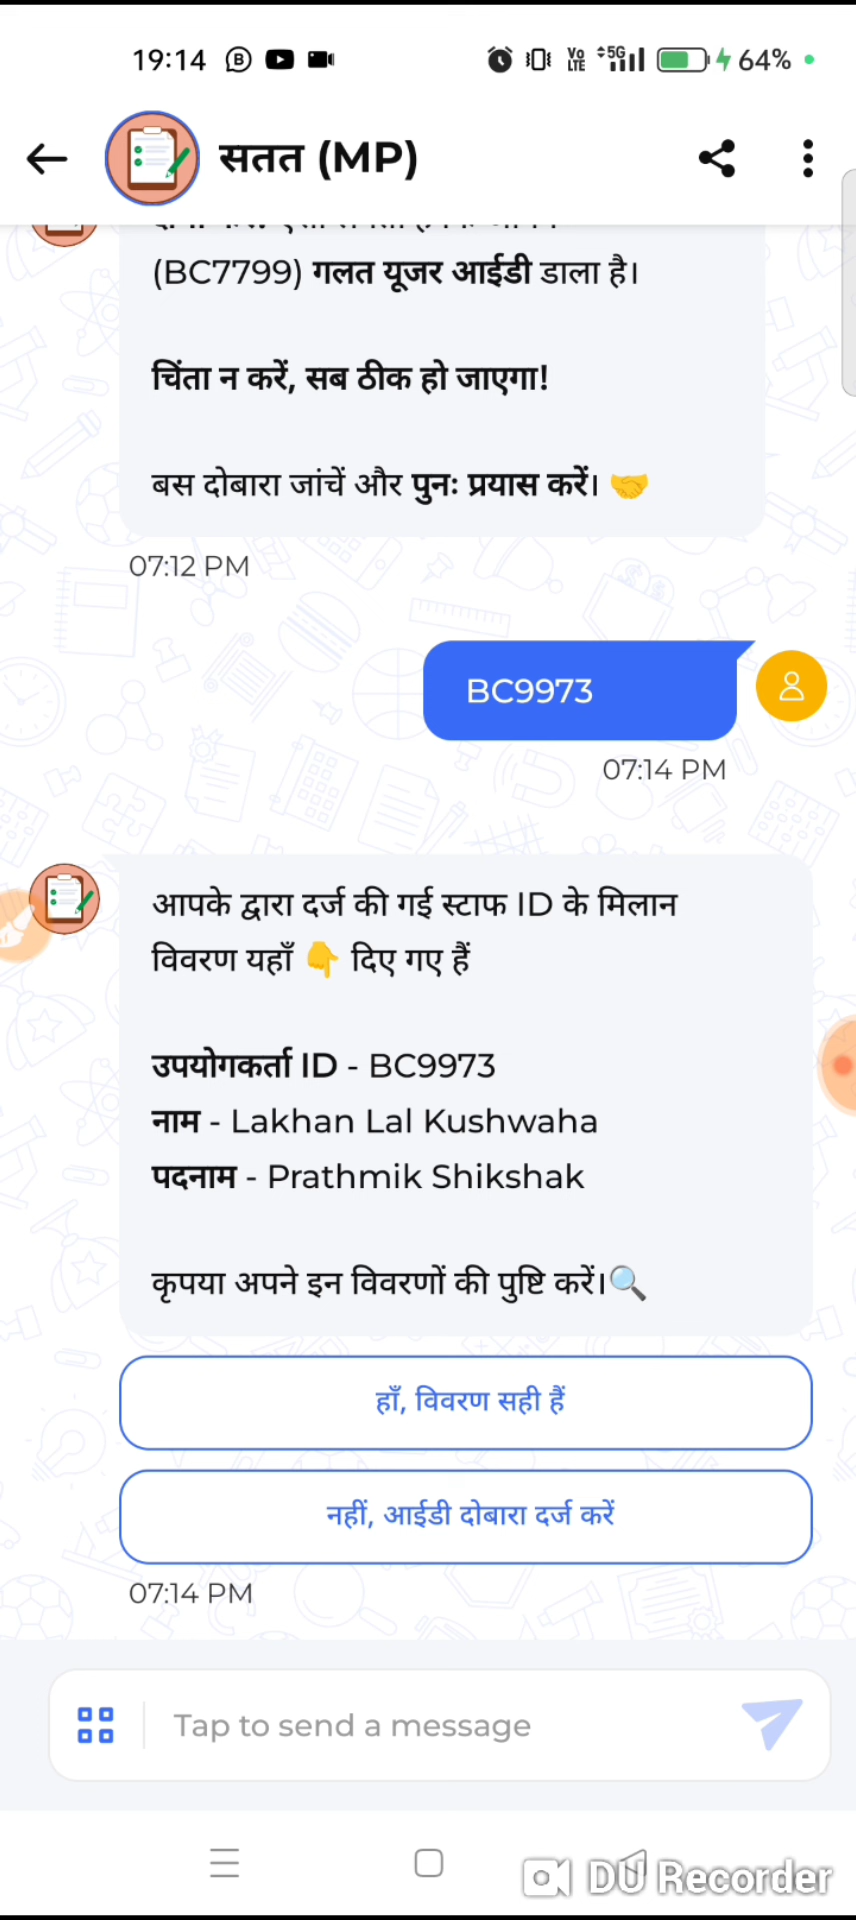 19:14
Vo LTE 5G 64%
सतत (MP)
(BC7799) गलत यूजर आईडी डाला है।
चिंता न करें, सब ठीक हो जाएगा!
बस दोबारा जांचें और पुनः प्रयास करें। 🤝
07:12 PM
BC9973
07:14 PM
आपके द्वारा दर्ज की गई स्टाफ ID के मिलान
विवरण यहाँ 👇 दिए गए हैं
उपयोगकर्ता ID - BC9973
नाम - Lakhan Lal Kushwaha
पदनाम - Prathmik Shikshak
कृपया अपने इन विवरणों की पुष्टि करें।🔍
हाँ, विवरण सही हैं
नहीं, आईडी दोबारा दर्ज करें
07:14 PM
Tap to send a message
DU Recorder